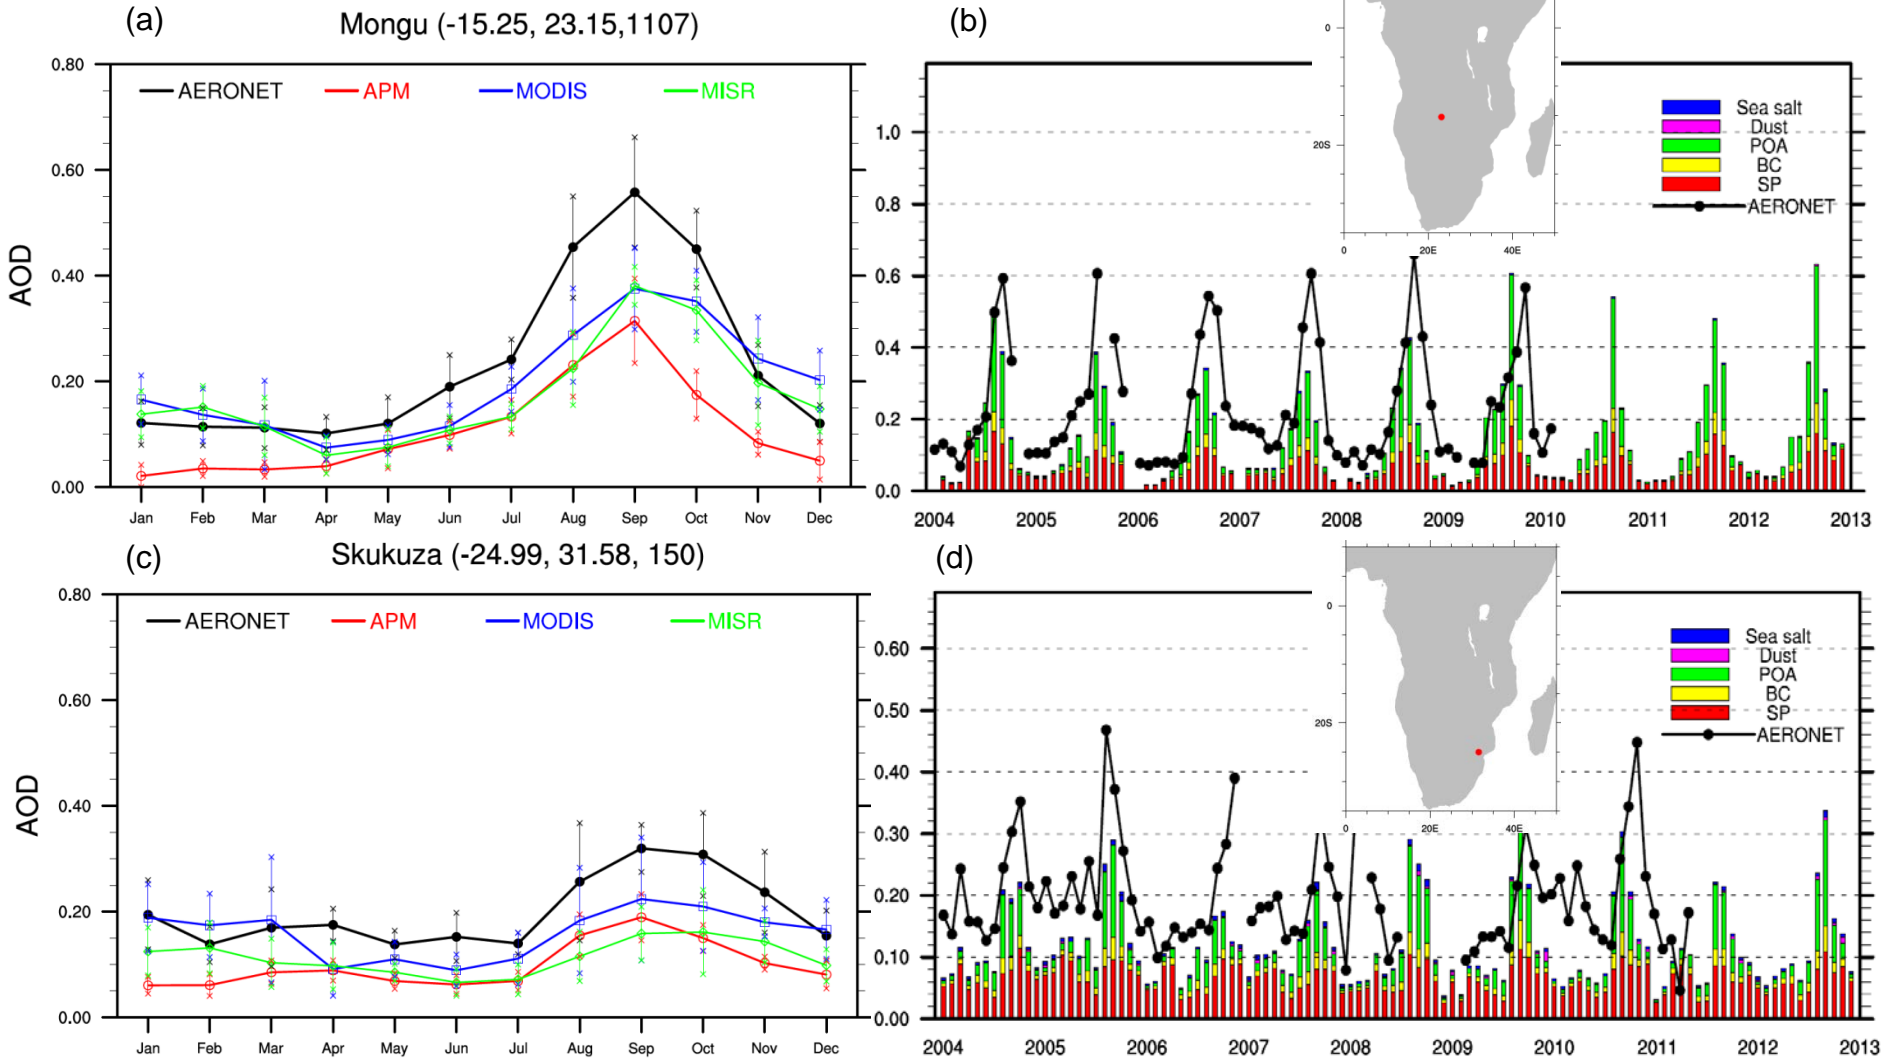 (a)
Mongu (-15.25, 23.15,1107)
0.80
0.60
0.40
0.20
0.00
AOD
AERONET APM MODIS MISR
Jan Feb Mar Apr May Jun Jul Aug Sep Oct Nov Dec
(b)
1.0
0.8
0.6
0.4
0.2
0.0
0
20S
0 20E 40E
Sea salt
Dust
POA
BC
SP
AERONET
2004 2005 2006 2007 2008 2009 2010 2011 2012 2013
(c)
Skukuza (-24.99, 31.58, 150)
0.80
0.60
0.40
0.20
0.00
AOD
AERONET APM MODIS MISR
Jan Feb Mar Apr May Jun Jul Aug Sep Oct Nov Dec
(d)
0.60
0.50
0.40
0.30
0.20
0.10
0.00
0
20S
0 20E 40E
Sea salt
Dust
POA
BC
SP
AERONET
2004 2005 2006 2007 2008 2009 2010 2011 2012 2013